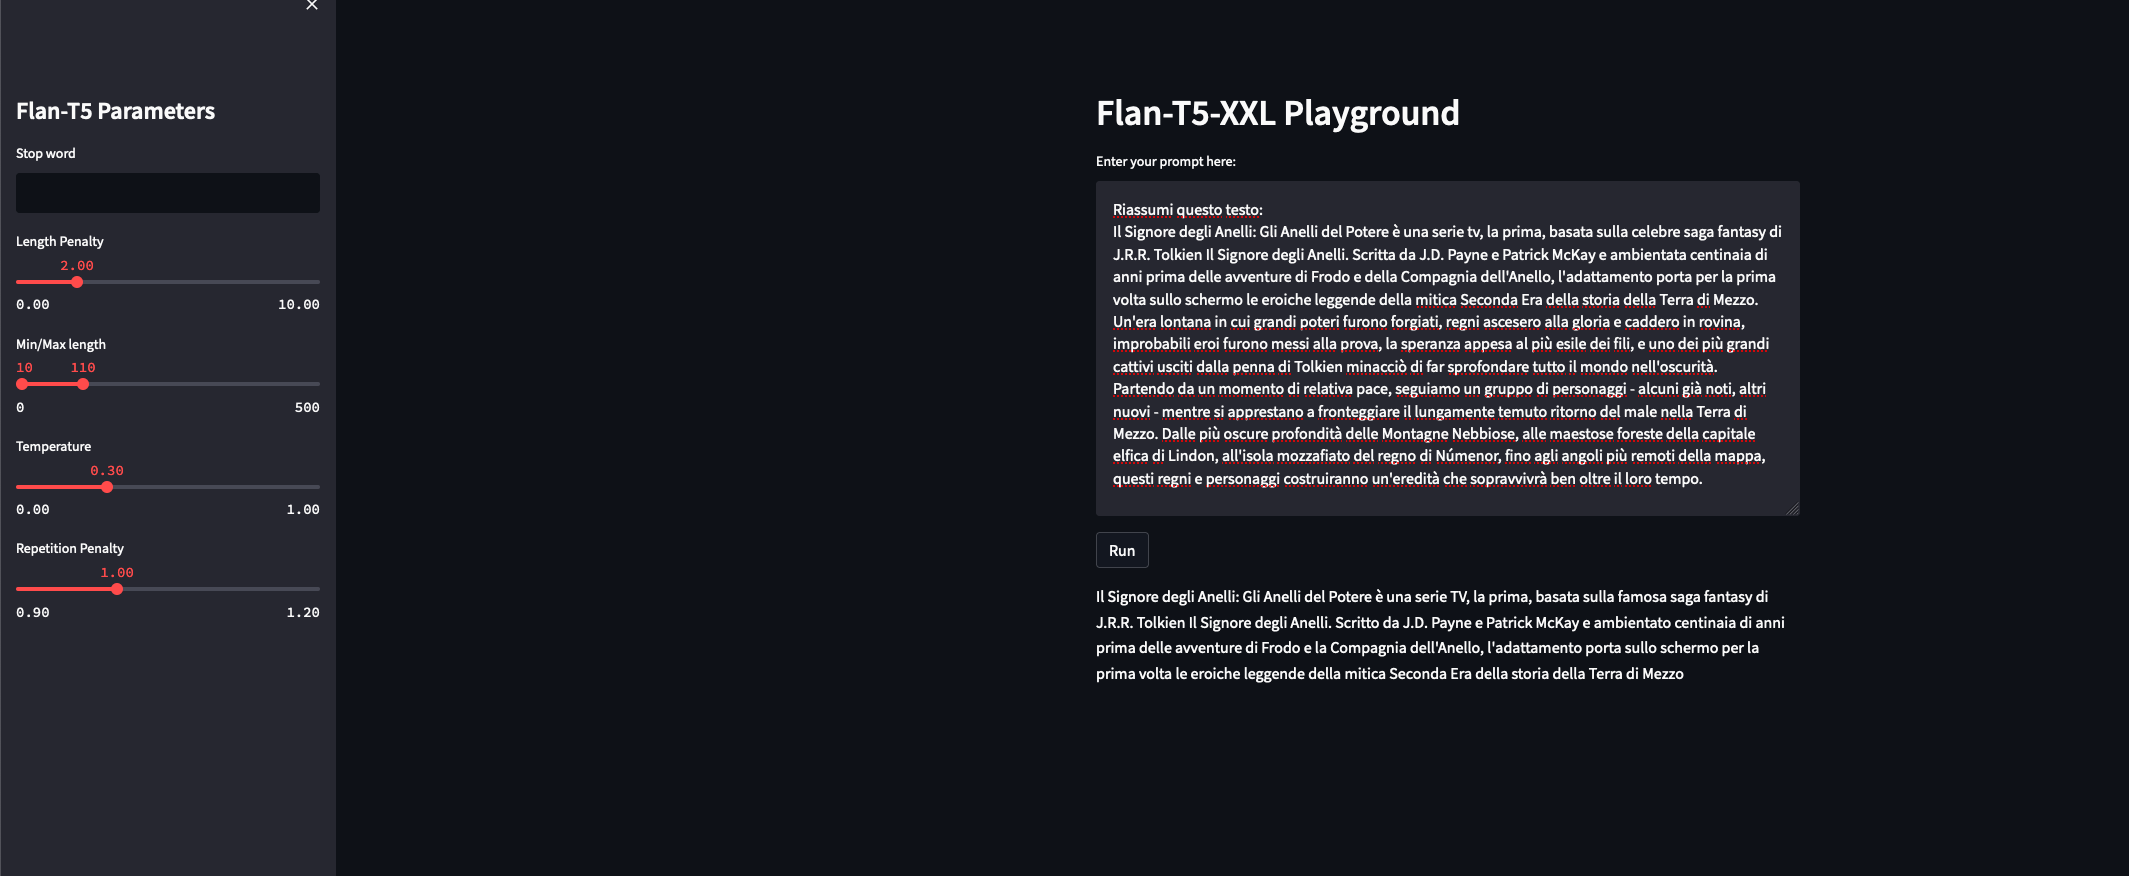 Flan-T5 Parameters
Stop word
Length Penalty
2.00
0.00 10.00
Min/Max length
10 110
0 500
Temperature
0.30
0.00 1.00
Repetition Penalty
1.00
0.90 1.20
Flan-T5-XXL Playground
Enter your prompt here:
Riassumi questo testo:
Il Signore degli Anelli: Gli Anelli del Potere è una serie tv, la prima, basata sulla celebre saga fantasy di
J.R.R. Tolkien Il Signore degli Anelli. Scritta da J.D. Payne e Patrick McKay e ambientata centinaia di
anni prima delle avventure di Frodo e della Compagnia dell'Anello, l'adattamento porta per la prima
volta sullo schermo le eroiche leggende della mitica Seconda Era della storia della Terra di Mezzo.
Un'era lontana in cui grandi poteri furono forgiati, regni ascesero alla gloria e caddero in rovina,
improbabili eroi furono messi alla prova, la speranza appesa al più esile dei fili, e uno dei più grandi
cattivi usciti dalla penna di Tolkien minacciò di far sprofondare tutto il mondo nell'oscurità.
Partendo da un momento di relativa pace, seguiamo un gruppo di personaggi - alcuni già noti, altri
nuovi - mentre si apprestano a fronteggiare il lungamente temuto ritorno del male nella Terra di
Mezzo. Dalle più oscure profondità delle Montagne Nebbiose, alle maestose foreste della capitale
elfica di Lindon, all'isola mozzafiato del regno di Númenor, fino agli angoli più remoti della mappa,
questi regni e personaggi costruiranno un'eredità che sopravvivrà ben oltre il loro tempo.
Run
Il Signore degli Anelli: Gli Anelli del Potere è una serie TV, la prima, basata sulla famosa saga fantasy di
J.R.R. Tolkien Il Signore degli Anelli. Scritto da J.D. Payne e Patrick McKay e ambientato centinaia di anni
prima delle avventure di Frodo e la Compagnia dell'Anello, l'adattamento porta sullo schermo per la
prima volta le eroiche leggende della mitica Seconda Era della storia della Terra di Mezzo